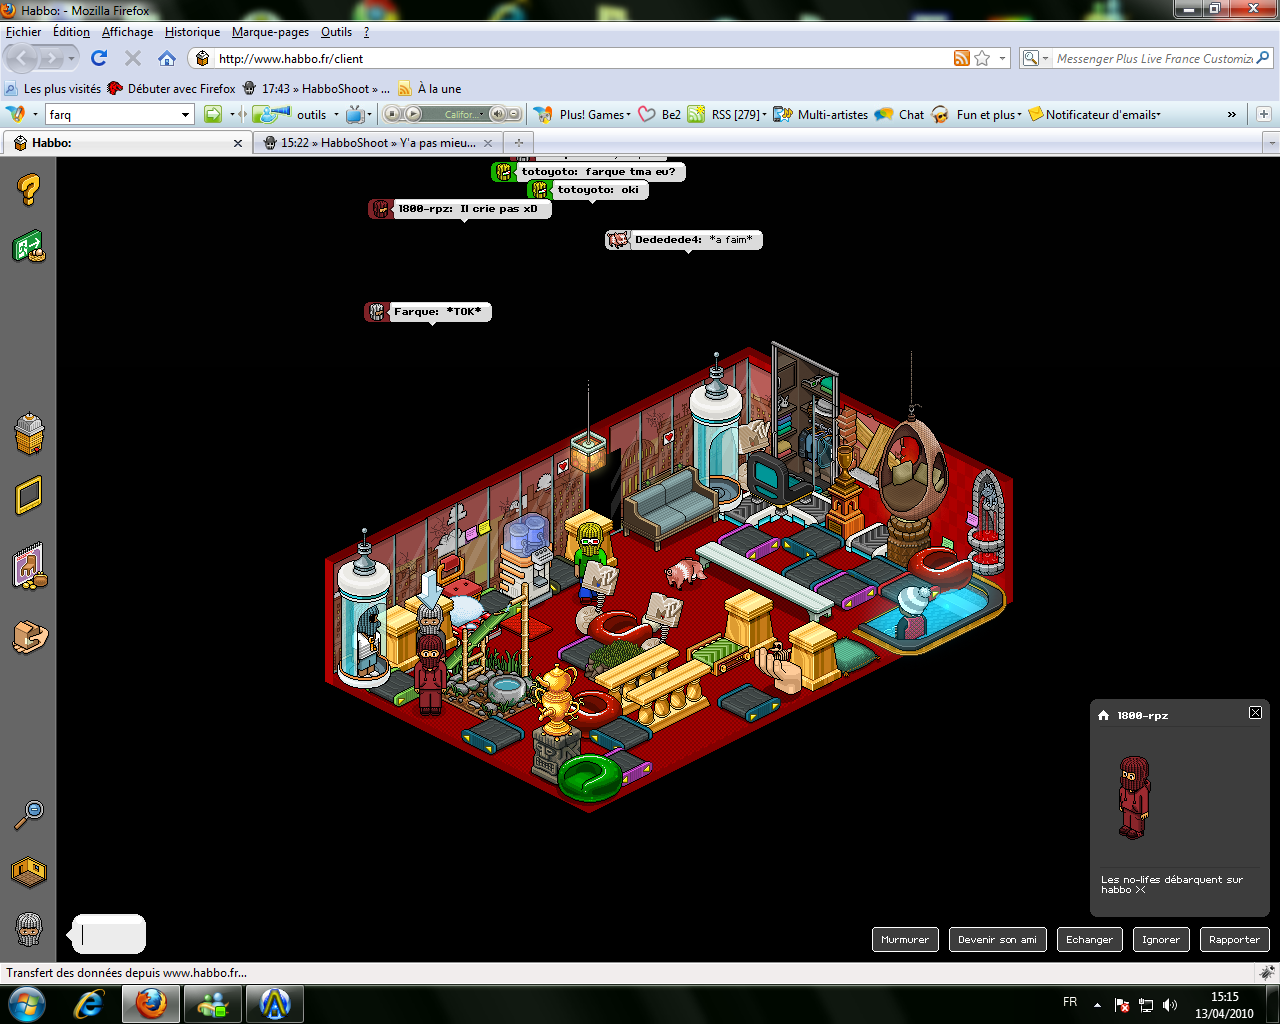 Habbo: - Mozilla Firefox
Fichier Édition Affichage Historique Marque-pages Outils ?
http://www.habbo.fr/client
Messenger Plus Live France Customiz
Les plus visités Débuter avec Firefox 17:43 » HabboShoot » ... À la une
farq outils Califor... Plus! Games Be2 RSS [279] Multi-artistes Chat Fun et plus Notificateur d'emails »
Habbo: 15:22 » HabboShoot » Y'a pas mieu...
totoyoto: farque tma eu?
totoyoto: oki
1800-rpz: Il crie pas xD
Dededede4: *a faim*
Farque: *TOK*
MTV
MTV
MTV
1800-rpz
Les no-lifes débarquent sur
habbo X
Murmurer Devenir son ami Echanger Ignorer Rapporter
Transfert des données depuis www.habbo.fr...
FR 15:15
13/04/2010